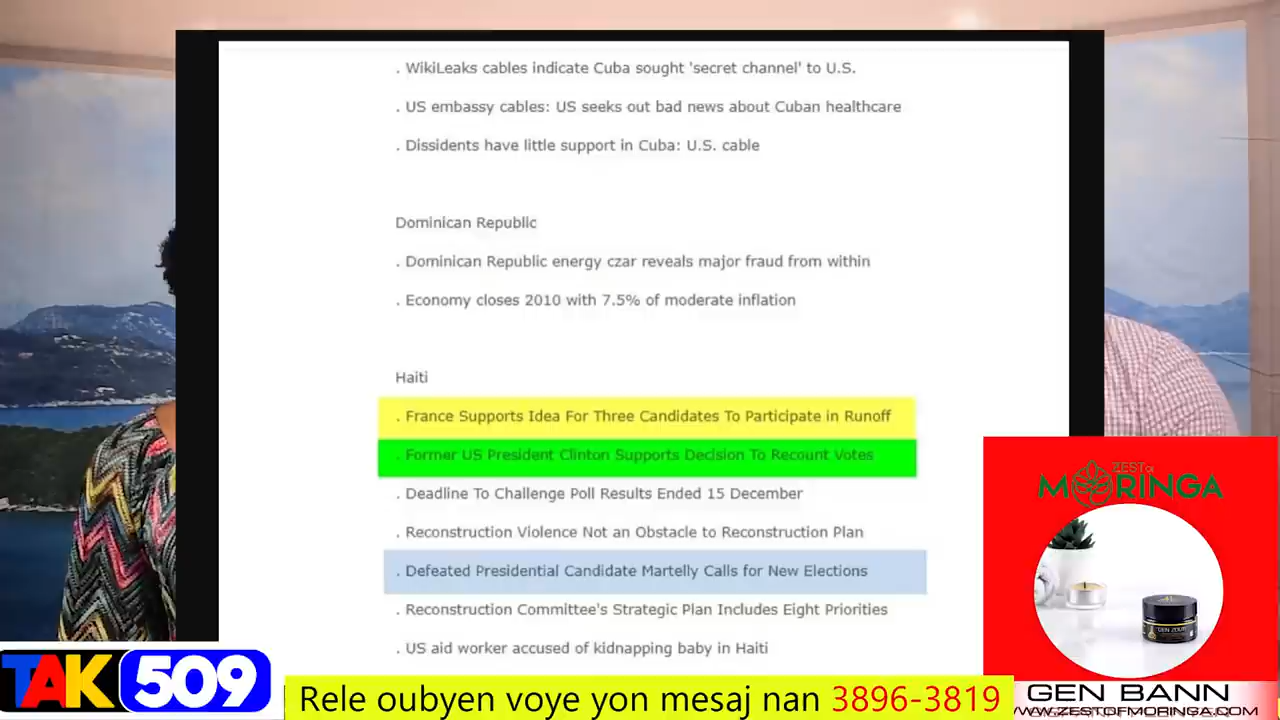 . WikiLeaks cables indicate Cuba sought 'secret channel' to U.S.
. US embassy cables: US seeks out bad news about Cuban healthcare
. Dissidents have little support in Cuba: U.S. cable
Dominican Republic
. Dominican Republic energy czar reveals major fraud from within
. Economy closes 2010 with 7.5% of moderate inflation
Haiti
. France Supports Idea For Three Candidates To Participate in Runoff
. Former US President Clinton Supports Decision To Recount Votes
. Deadline To Challenge Poll Results Ended 15 December
. Reconstruction Violence Not an Obstacle to Reconstruction Plan
. Defeated Presidential Candidate Martelly Calls for New Elections
. Reconstruction Committee's Strategic Plan Includes Eight Priorities
. US aid worker accused of kidnapping baby in Haiti
ZEST OF
MORINGA
GEN BANN
WWW.ZESTOFMORINGA.COM
TAK 509
Rele oubyen voye yon mesaj nan 3896-3819